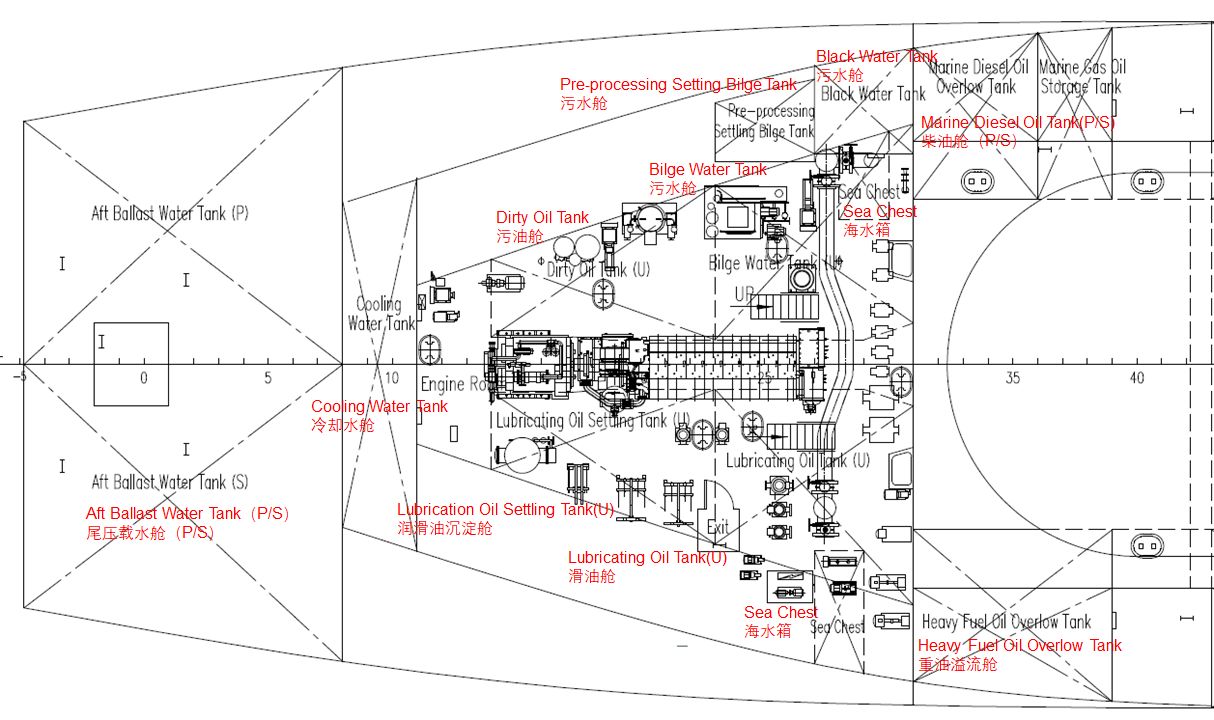 Black Water Tank
污水舱
Black Water Tank
Marine Diesel Oil
Overlow Tank
Marine Gas Oil
Storage Tank
Pre-processing Setting Bilge Tank
污水舱
Pre-processing
Settling Bilge Tank
Marine Diesel Oil Tank(P/S)
柴油舱（P/S）
Bilge Water Tank
污水舱
Sea Chest
Sea Chest
海水箱
Aft Ballast Water Tank (P)
Dirty Oil Tank
污油舱
Dirty Oil Tank (U)
Bilge Water Tank (U)
UP
Cooling
Water Tank
-5
0
5
10
25
35
40
Engine Ro
Cooling Water Tank
冷却水舱
Lubricating Oil Settling Tank (U)
Lubricating Oil Tank (U)
Aft Ballast Water Tank (S)
Aft Ballast Water Tank（P/S）
尾压载水舱（P/S）
Lubrication Oil Settling Tank(U)
润滑油沉淀舱
Exit
Lubricating Oil Tank(U)
滑油舱
Sea Chest
海水箱
Sea Chest
Heavy Fuel Oil Overlow Tank
Heavy Fuel Oil Overlow Tank
重油溢流舱